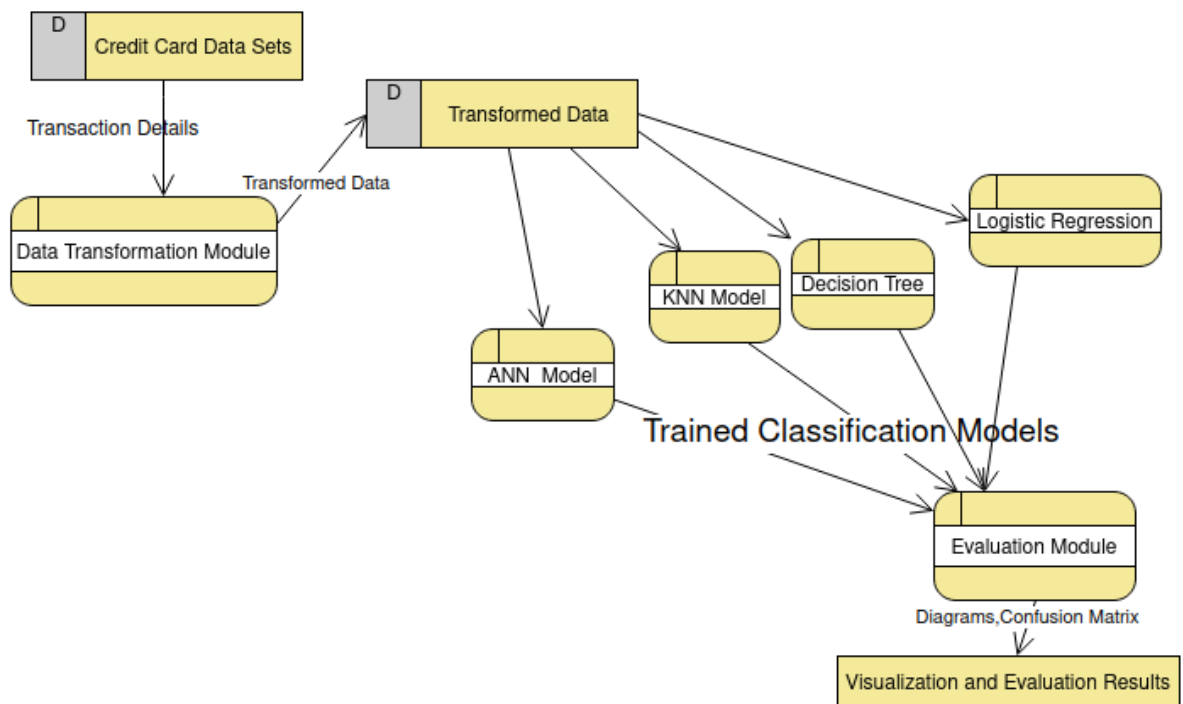 D
Credit Card Data Sets
D
Transformed Data
Transaction Details
Transformed Data
Logistic Regression
Data Transformation Module
KNN Model
Decision Tree
ANN  Model
Trained Classification Models
Evaluation Module
Diagrams,Confusion Matrix
Visualization and Evaluation Results